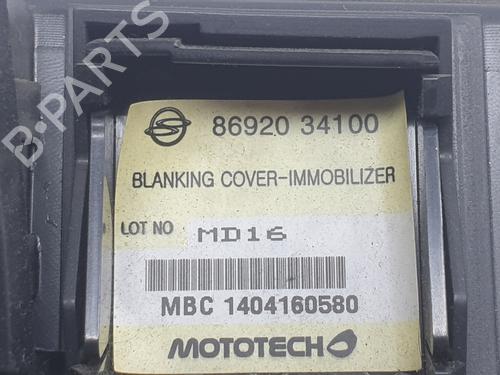 86920 34100
BLANKING COVER-IMMOBILIZER
LOT NO MD16
MBC 1404160580
MOTOTECH
B-PARTS